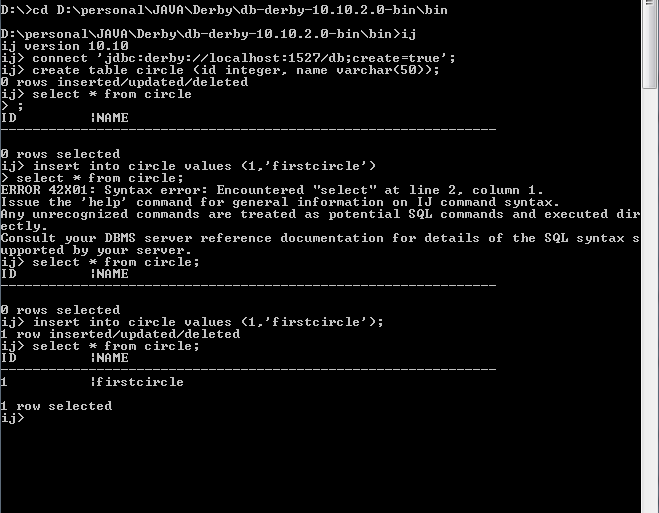 D:\>cd D:\personal\JAVA\Derby\db-derby-10.10.2.0-bin\bin
D:\personal\JAVA\Derby\db-derby-10.10.2.0-bin\bin>ij
ij version 10.10
ij> connect 'jdbc:derby://localhost:1527/db;create=true';
ij> create table circle (id integer, name varchar(50));
0 rows inserted/updated/deleted
ij> select * from circle
> ;
ID         |NAME
--------------------------------------------------------------
0 rows selected
ij> insert into circle values (1,'firstcircle')
> select * from circle;
ERROR 42X01: Syntax error: Encountered "select" at line 2, column 1.
Issue the 'help' command for general information on IJ command syntax.
Any unrecognized commands are treated as potential SQL commands and executed dir
ectly.
Consult your DBMS server reference documentation for details of the SQL syntax s
upported by your server.
ij> select * from circle;
ID         |NAME
--------------------------------------------------------------
0 rows selected
ij> insert into circle values (1,'firstcircle');
1 row inserted/updated/deleted
ij> select * from circle;
ID         |NAME
--------------------------------------------------------------
1          |firstcircle
1 row selected
ij>